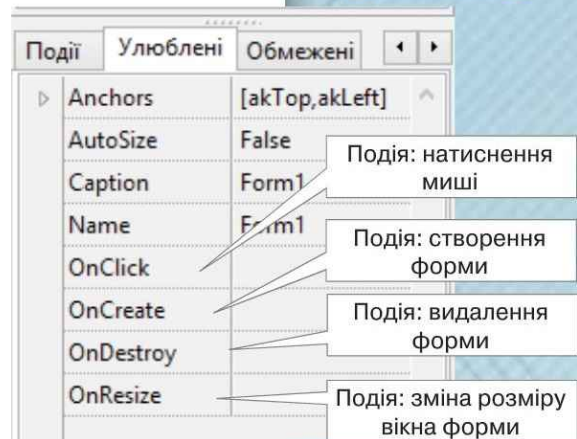 Події Улюблені Обмежені
Anchors [akTop,akLeft]
AutoSize False
Caption Form1
Name Form1
OnClick
OnCreate
OnDestroy
OnResize
Подія: натиснення
миші
Подія: створення
форми
Подія: видалення
форми
Подія: зміна розміру
вікна форми